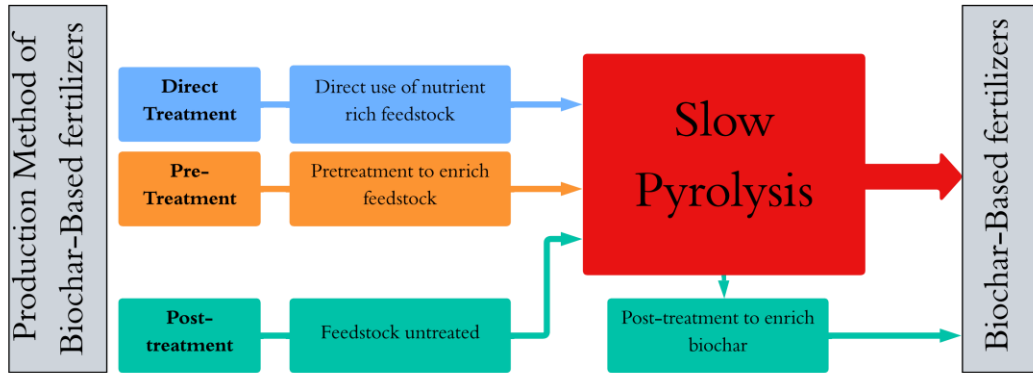 Production Method of
Biochar-Based fertilizers
Direct
Treatment
Direct use of nutrient
rich feedstock
Pre-
Treatment
Pretreatment to enrich
feedstock
Post-
treatment
Feedstock untreated
Slow
Pyrolysis
Post-treatment to enrich
biochar
Biochar-Based fertilizers